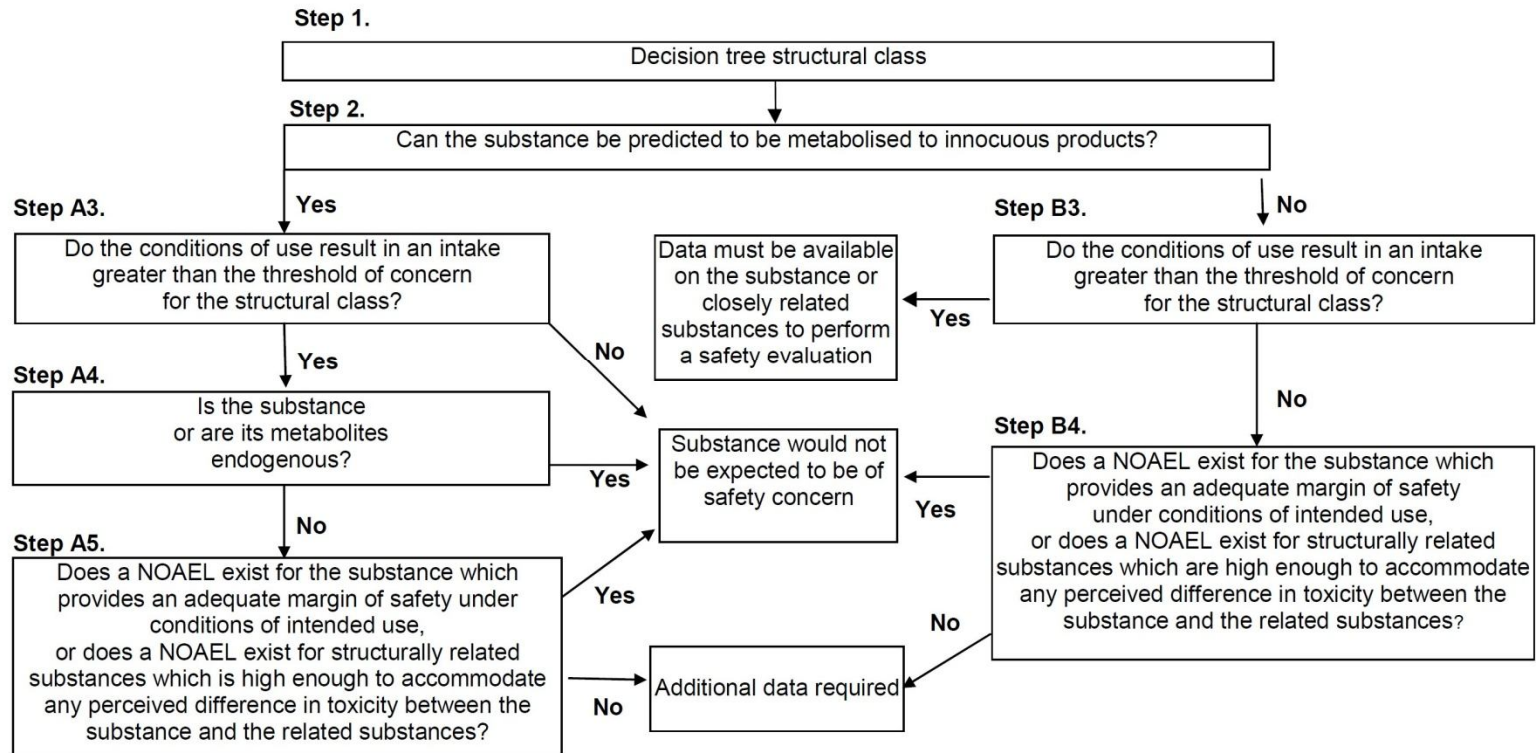 Step 1.
Decision tree structural class
Step 2.
Can the substance be predicted to be metabolised to innocuous products?
Yes
No
Step A3.
Do the conditions of use result in an intake
greater than the threshold of concern
for the structural class?
Data must be available
on the substance or
closely related
substances to perform
a safety evaluation
Step B3.
Do the conditions of use result in an intake
greater than the threshold of concern
for the structural class?
Yes
No
Yes
No
Step A4.
Is the substance
or are its metabolites
endogenous?
Yes
No
Substance would not
be expected to be of
safety concern
Step B4.
Does a NOAEL exist for the substance which
provides an adequate margin of safety
under conditions of intended use,
or does a NOAEL exist for structurally related
substances which are high enough to accommodate
any perceived difference in toxicity between the
substance and the related substances?
Yes
No
Step A5.
Does a NOAEL exist for the substance which
provides an adequate margin of safety under
conditions of intended use,
or does a NOAEL exist for structurally related
substances which is high enough to accommodate
any perceived difference in toxicity between the
substance and the related substances?
Yes
No
Additional data required